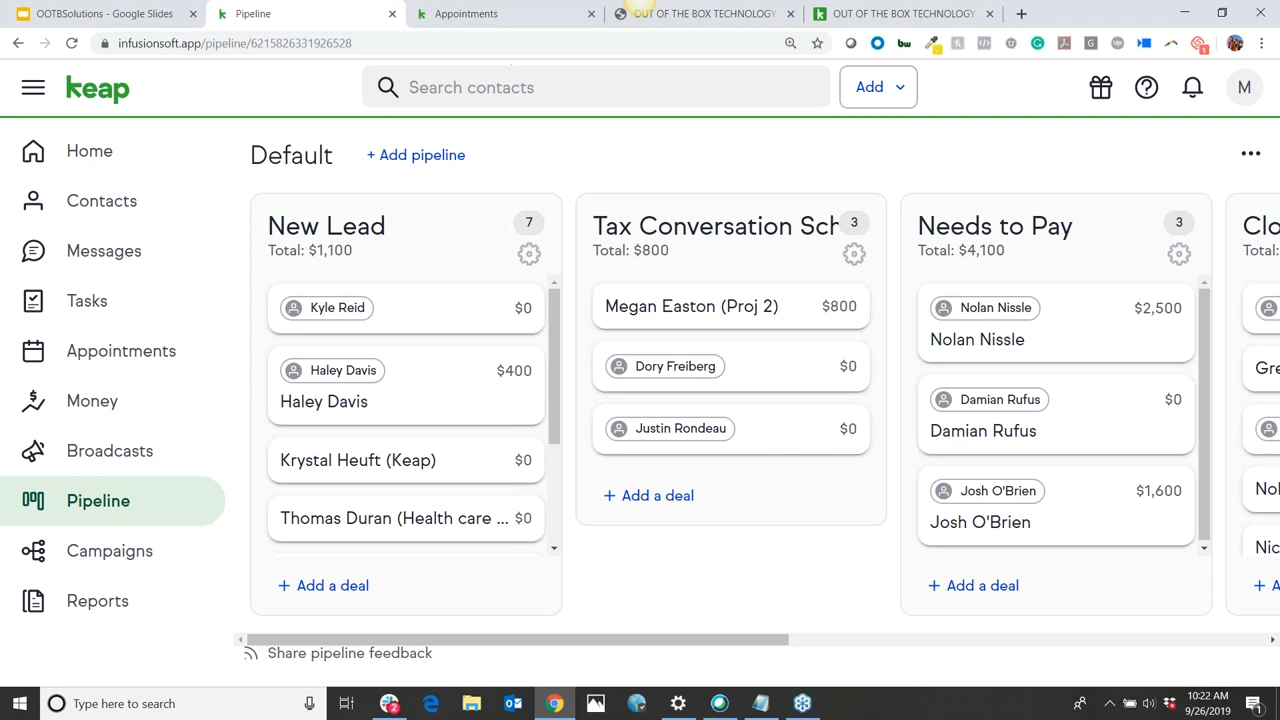 OOTBSolutions - Google Slides
Pipeline
Appointments
OUT OF THE BOX TECHNOLOGY
OUT OF THE BOX TECHNOLOGY
infusionsoft.app/pipeline/6215826331926528
keap
Search contacts
Add
M
Home
Contacts
Messages
Tasks
Appointments
Money
Broadcasts
Pipeline
Campaigns
Reports
Default
+ Add pipeline
New Lead
7
Total: $1,100
Kyle Reid
$0
Haley Davis
$400
Haley Davis
Krystal Heuft (Keap)
$0
Thomas Duran (Health care ...
$0
+ Add a deal
Tax Conversation Sch
3
Total: $800
Megan Easton (Proj 2)
$800
Dory Freiberg
$0
Justin Rondeau
$0
+ Add a deal
Needs to Pay
3
Total: $4,100
Nolan Nissle
$2,500
Nolan Nissle
Damian Rufus
$0
Damian Rufus
Josh O'Brien
$1,600
Josh O'Brien
+ Add a deal
Clo
Total:
Gre
Nol
Nic
+ A
Share pipeline feedback
Type here to search
10:22 AM
9/26/2019